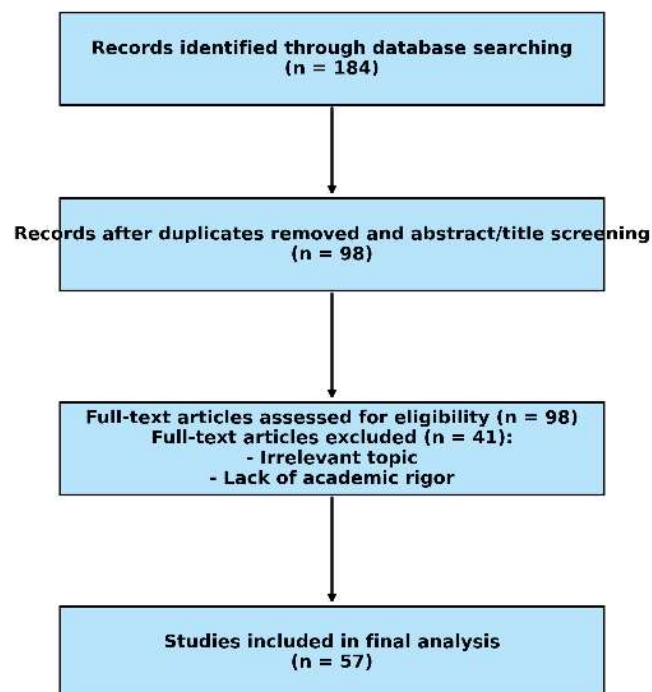 Records identified through database searching
(n = 184)
Records after duplicates removed and abstract/title screening
(n = 98)
Full-text articles assessed for eligibility (n = 98)
Full-text articles excluded (n = 41):
- Irrelevant topic
- Lack of academic rigor
Studies included in final analysis
(n = 57)